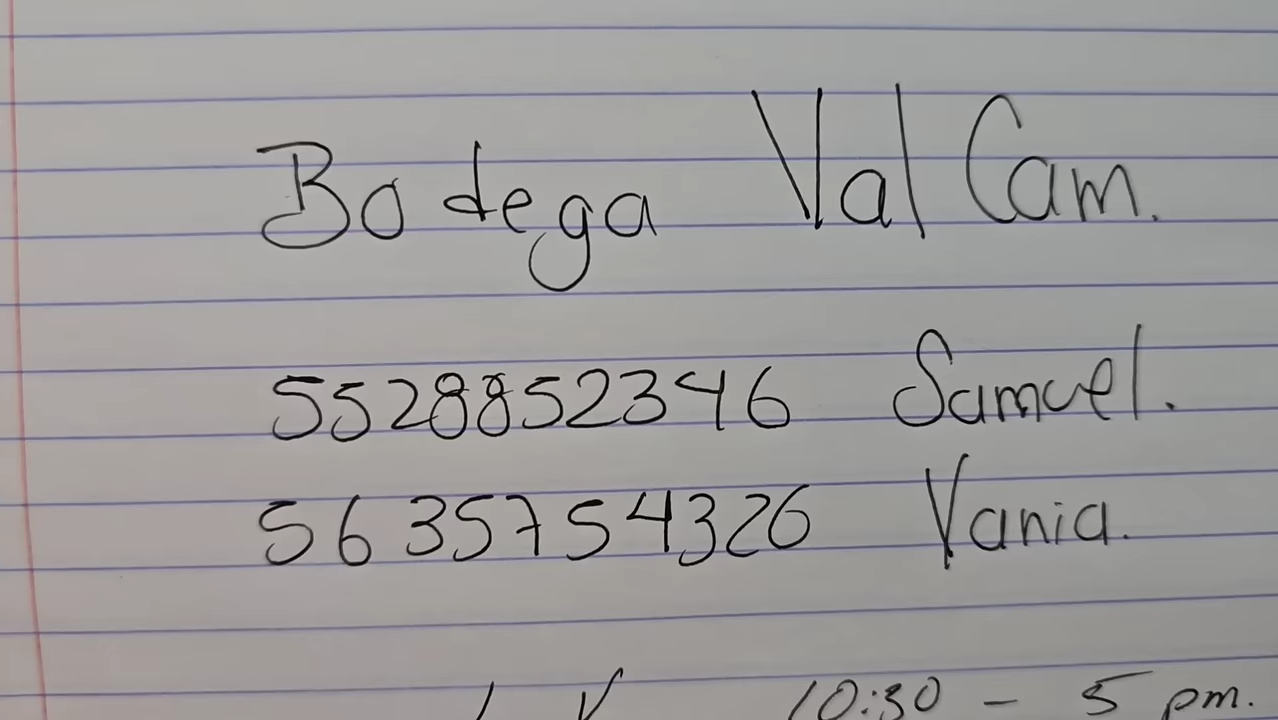 Bodega Val Cam.
5528852346 Samuel.
5635754326 Vania.
10:30 - 5 pm.